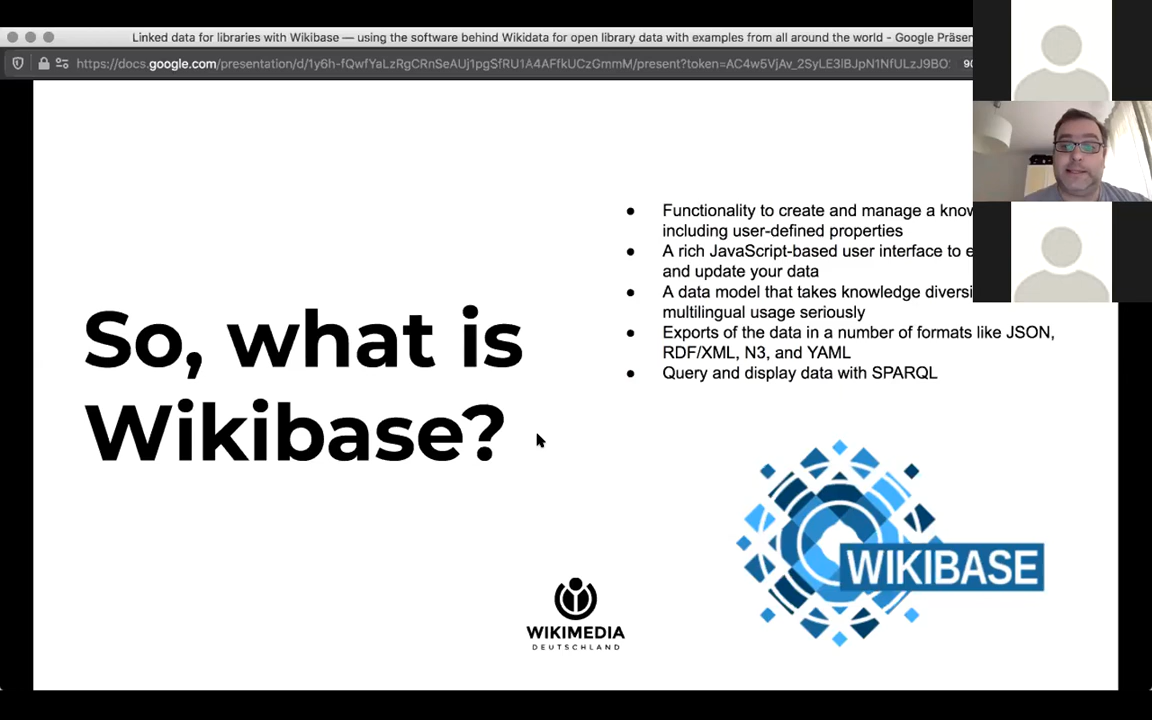 Linked data for libraries with Wikibase — using the software behind Wikidata for open library data with examples from all around the world - Google Präsen
https://docs.google.com/presentation/d/1y6h-fQwfYaLzRgCRnSeAUj1pgSfRU1A4AFfkUCzGmmM/present?token=AC4w5VjAv_2SyLE3lBJpN1NfULzJ9BO
90
So, what is
Wikibase?
● Functionality to create and manage a know
including user-defined properties
● A rich JavaScript-based user interface to e
and update your data
● A data model that takes knowledge diversi
multilingual usage seriously
● Exports of the data in a number of formats like JSON,
RDF/XML, N3, and YAML
● Query and display data with SPARQL
WIKIBASE
WIKIMEDIA
DEUTSCHLAND